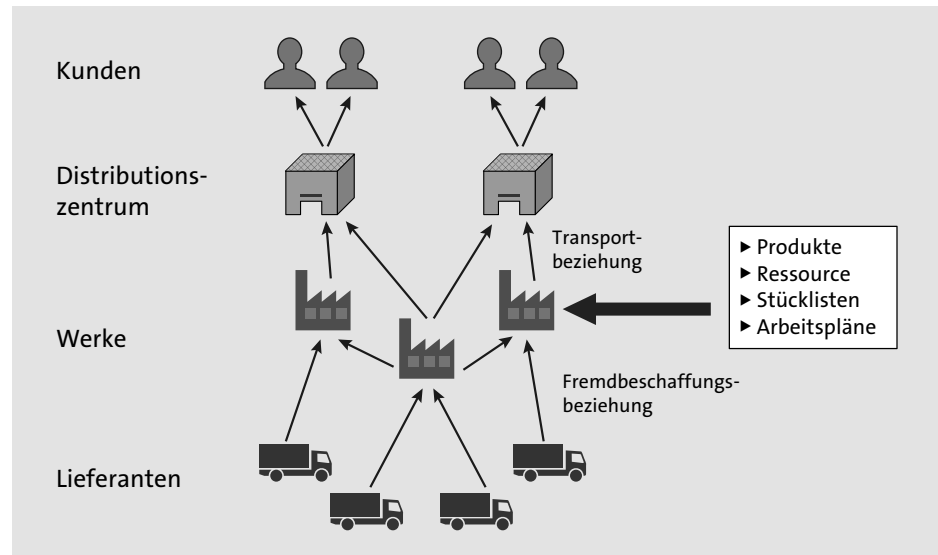 Kunden
Distributions-
zentrum
Transport-
beziehung
▶ Produkte
▶ Ressource
▶ Stücklisten
▶ Arbeitspläne
Werke
Fremdbeschaffungs-
beziehung
Lieferanten